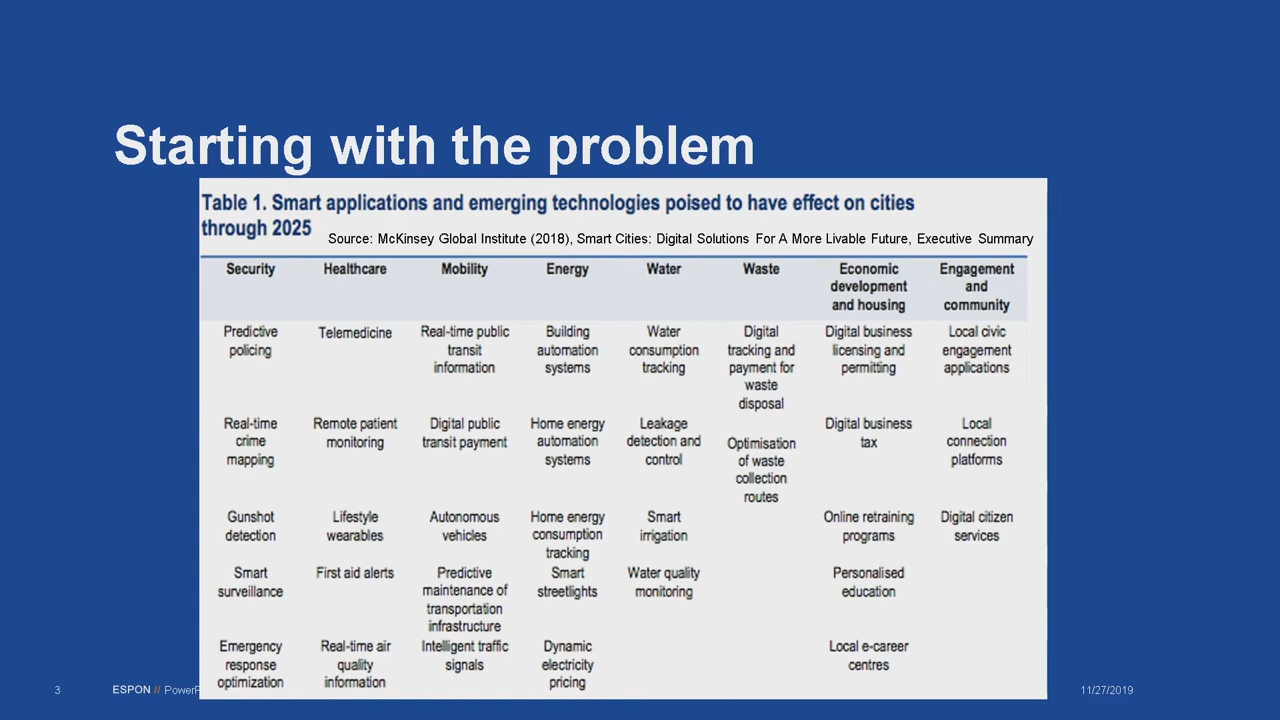 Starting with the problem
Table 1. Smart applications and emerging technologies poised to have effect on cities
through 2025
Source: McKinsey Global Institute (2018), Smart Cities: Digital Solutions For A More Livable Future, Executive Summary
Security Healthcare Mobility Energy Water Waste Economic development and housing Engagement and community
Predictive policing Telemedicine Real-time public transit information Building automation systems Water consumption tracking Digital tracking and payment for waste disposal Digital business licensing and permitting Local civic engagement applications
Real-time crime mapping Remote patient monitoring Digital public transit payment Home energy automation systems Leakage detection and control Optimisation of waste collection routes Digital business tax Local connection platforms
Gunshot detection Lifestyle wearables Autonomous vehicles Home energy consumption tracking Smart irrigation Online retraining programs Digital citizen services
Smart surveillance First aid alerts Predictive maintenance of transportation infrastructure Smart streetlights Water quality monitoring Personalised education
Emergency response optimization Real-time air quality information Intelligent traffic signals Dynamic electricity pricing Local e-career centres
3 ESPON // 11/27/2019